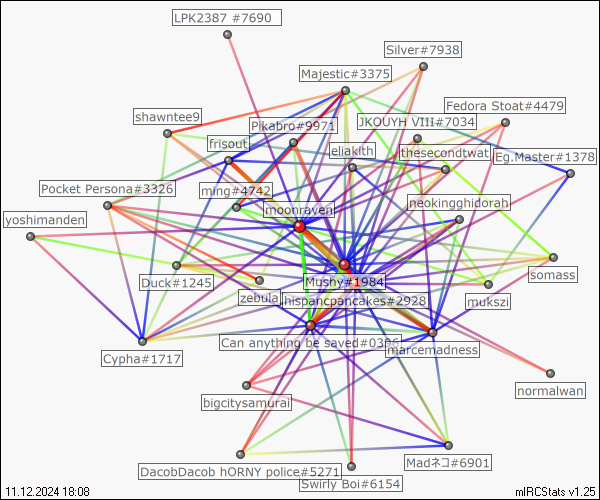 LPK2387 #7690
Silver#7938
Majestic#3375
Fedora Stoat#4479
shawntee9
Pikabro#9971
JKOUYH VIII#7034
frisout
eliakith
thesecondtwat
Eg.Master#1378
Pocket Persona#3326
ming#4742
moonraven
neokingghidorah
yoshimanden
Duck#1245
Mushy#1984
somass
zebula
hispancpancakes#2928
mukszi
Can anything be saved#0396
marcemadness
Cypha#1717
normalwan
bigcitysamurai
DacobDacob hORNY police#5271
Madネコ#6901
Swirly Boi#6154
11.12.2024 18:08
mIRCStats v1.25